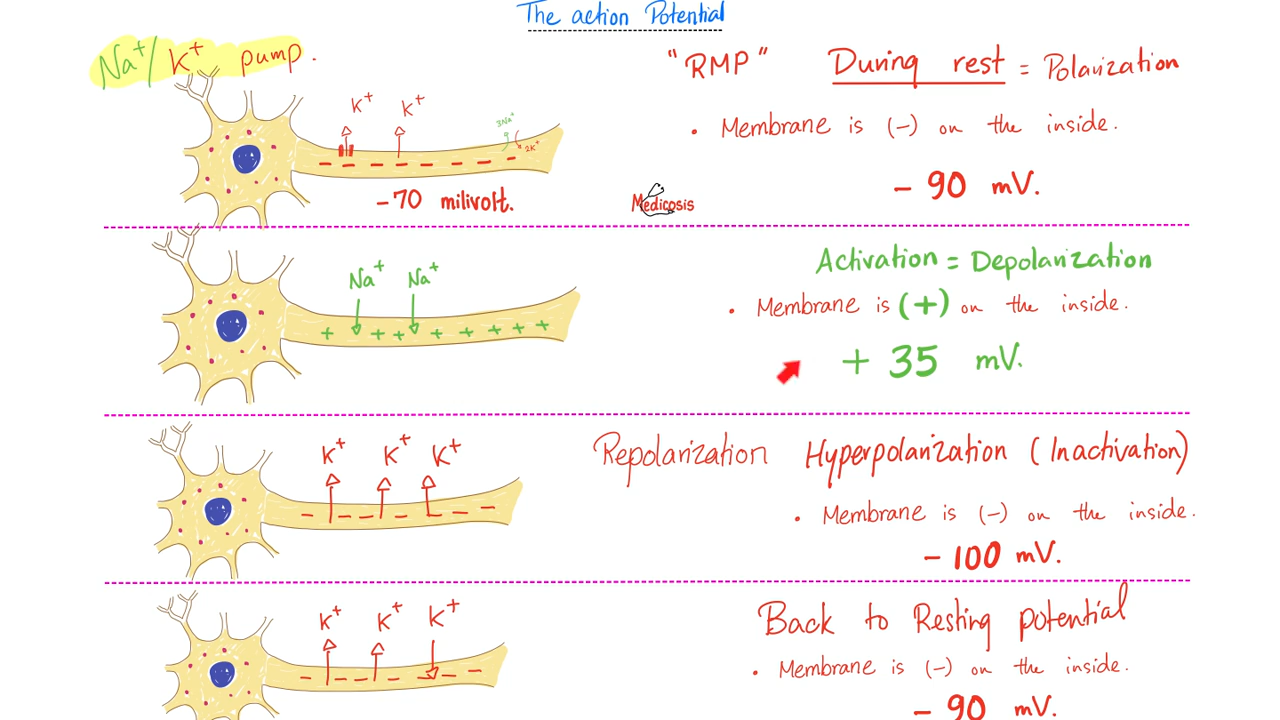 The action Potential
Na+/ K+ pump.
"RMP" During rest = Polarization
K+ K+
3Na+
2K+
• Membrane is (-) on the inside.
- 90 mV.
-70 milivolt.
Medicosis
Activation = Depolarization
Na+ Na+
• Membrane is (+) on the inside.
+ 35 mV.
Repolarization Hyperpolarization (Inactivation)
K+ K+ K+
• Membrane is (-) on the inside.
- 100 mV.
Back to Resting potential
K+ K+ K+
• Membrane is (-) on the inside.
- 90 mV.